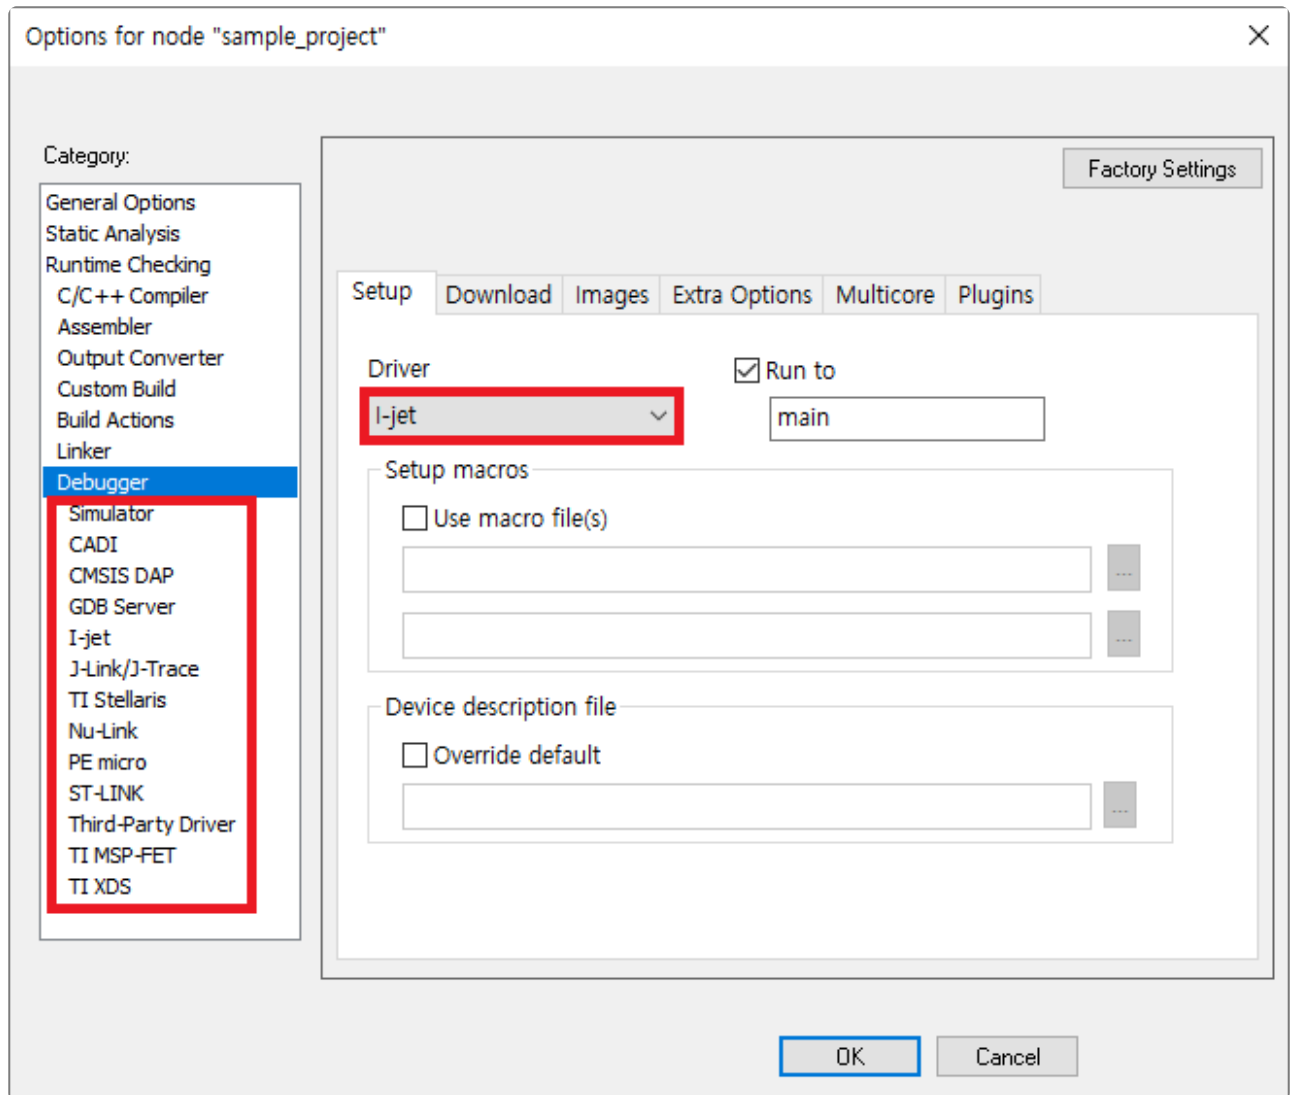 Options for node "sample_project"
Category:
Factory Settings
General Options
Static Analysis
Runtime Checking
C/C++ Compiler
Assembler
Output Converter
Custom Build
Build Actions
Linker
Debugger
Simulator
CADI
CMSIS DAP
GDB Server
I-jet
J-Link/J-Trace
TI Stellaris
Nu-Link
PE micro
ST-LINK
Third-Party Driver
TI MSP-FET
TI XDS
Setup Download Images Extra Options Multicore Plugins
Driver
Run to
I-jet
main
Setup macros
Use macro file(s)
...
...
Device description file
Override default
...
OK Cancel